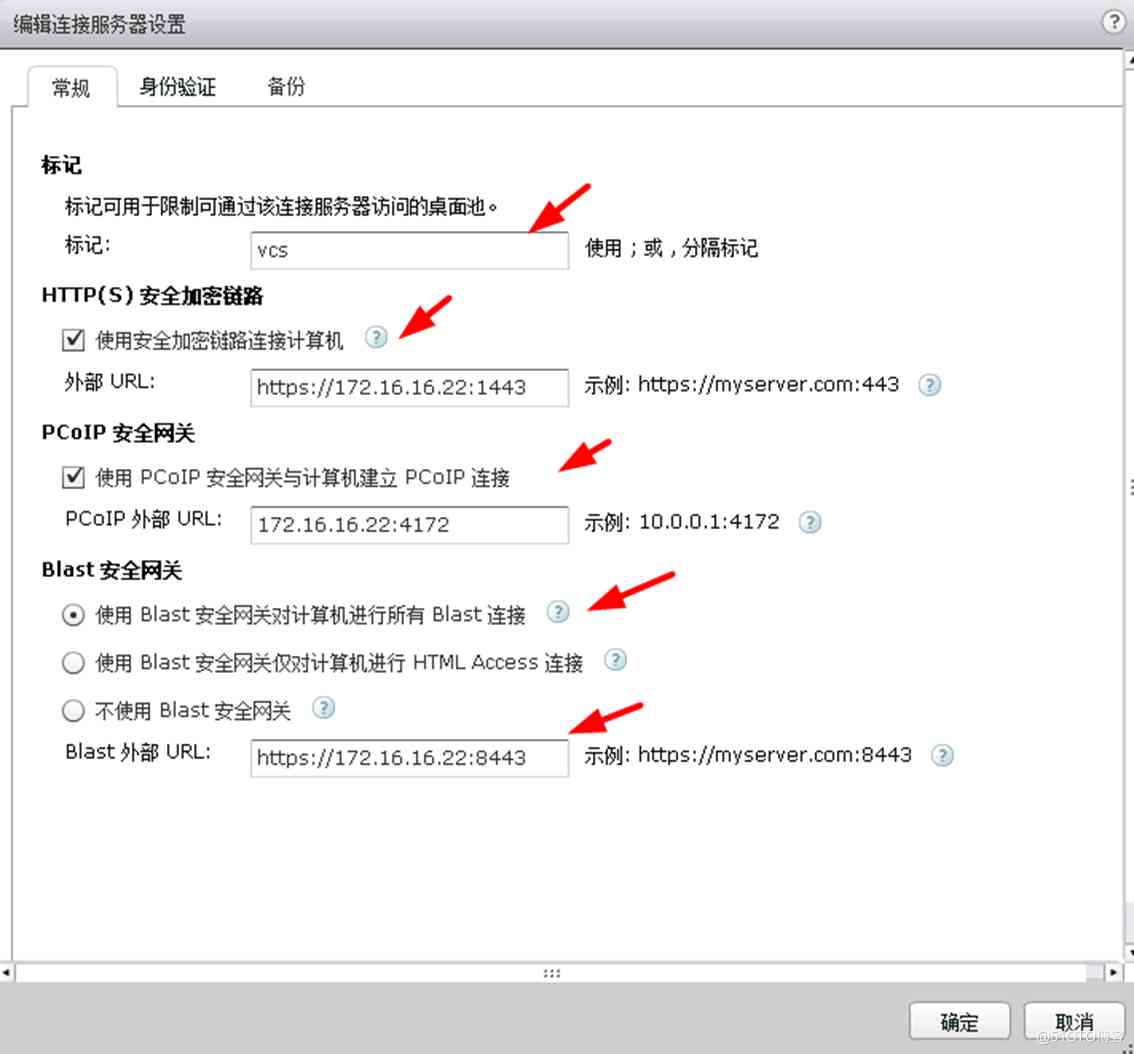 编辑连接服务器设置
常规 身份验证 备份
标记
标记可用于限制可通过该连接服务器访问的桌面池。
标记: vcs 使用 ; 或 , 分隔标记
HTTP(S) 安全加密链路
使用安全加密链路连接计算机
外部 URL: https://172.16.16.22:1443 示例: https://myserver.com:443
PCoIP 安全网关
使用 PCoIP 安全网关与计算机建立 PCoIP 连接
PCoIP 外部 URL: 172.16.16.22:4172 示例: 10.0.0.1:4172
Blast 安全网关
使用 Blast 安全网关对计算机进行所有 Blast 连接
使用 Blast 安全网关仅对计算机进行 HTML Access 连接
不使用 Blast 安全网关
Blast 外部 URL: https://172.16.16.22:8443 示例: https://myserver.com:8443
确定 取消
@51CTO博客